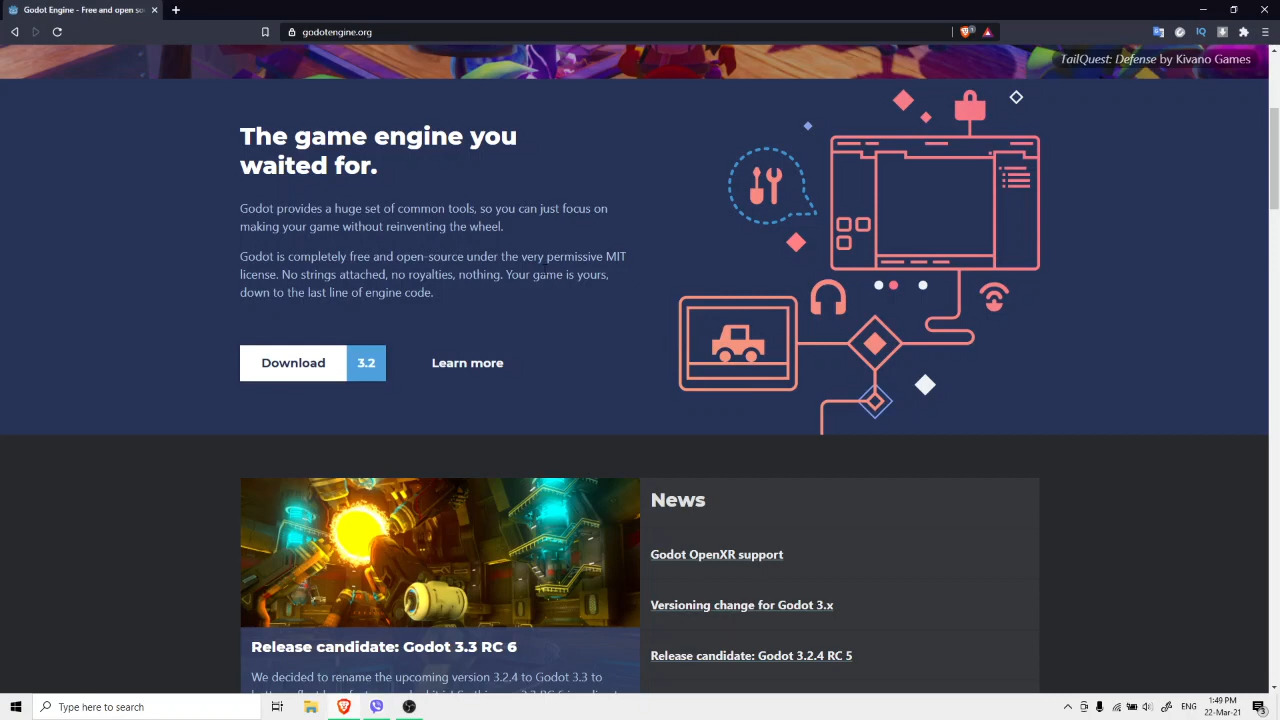 Godot Engine - Free and open so
godotengine.org
1
IQ
TailQuest: Defense by Kivano Games
The game engine you
waited for.
Godot provides a huge set of common tools, so you can just focus on
making your game without reinventing the wheel.
Godot is completely free and open-source under the very permissive MIT
license. No strings attached, no royalties, nothing. Your game is yours,
down to the last line of engine code.
Download 3.2 Learn more
News
Godot OpenXR support
Versioning change for Godot 3.x
Release candidate: Godot 3.2.4 RC 5
Release candidate: Godot 3.3 RC 6
We decided to rename the upcoming version 3.2.4 to Godot 3.3 to
Type here to search
1:49 PM
22-Mar-21
3